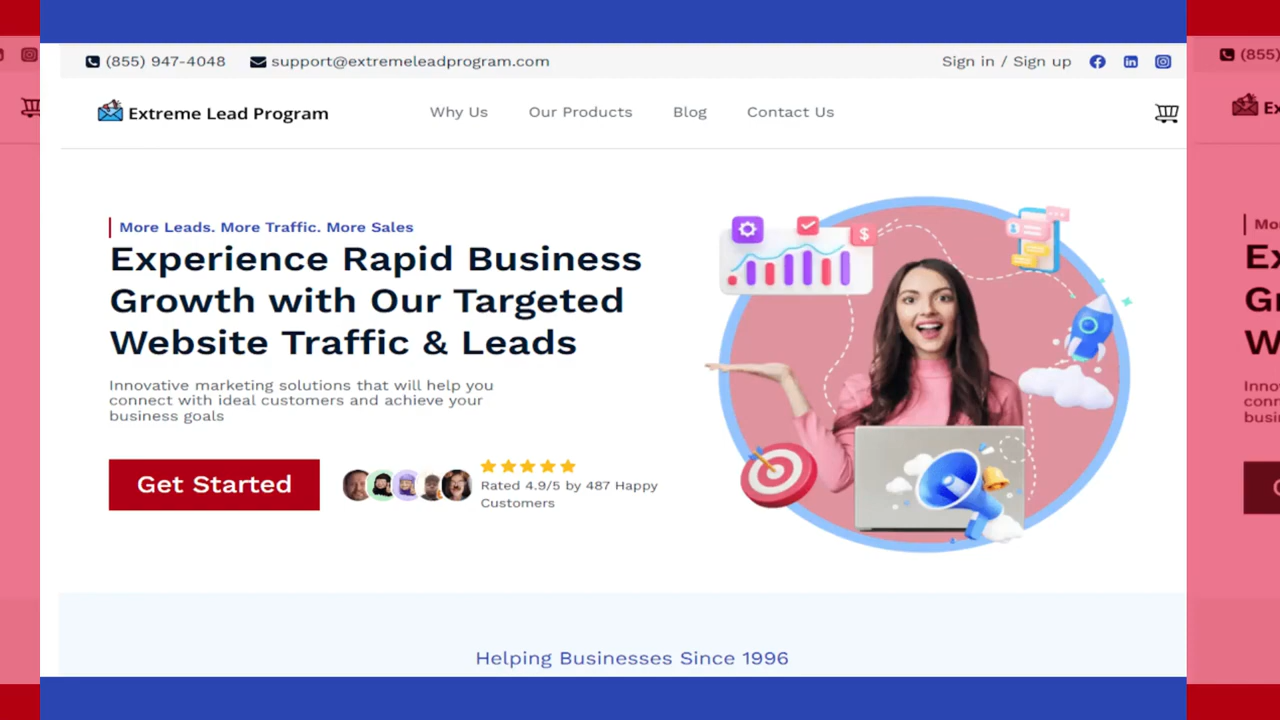 (855) 947-4048 support@extremeleadprogram.com Sign in / Sign up
(855)
Extreme Lead Program Why Us Our Products Blog Contact Us
More Leads. More Traffic. More Sales
Experience Rapid Business
Growth with Our Targeted
Website Traffic & Leads
Innovative marketing solutions that will help you
connect with ideal customers and achieve your
business goals
Get Started
Rated 4.9/5 by 487 Happy
Customers
Helping Businesses Since 1996